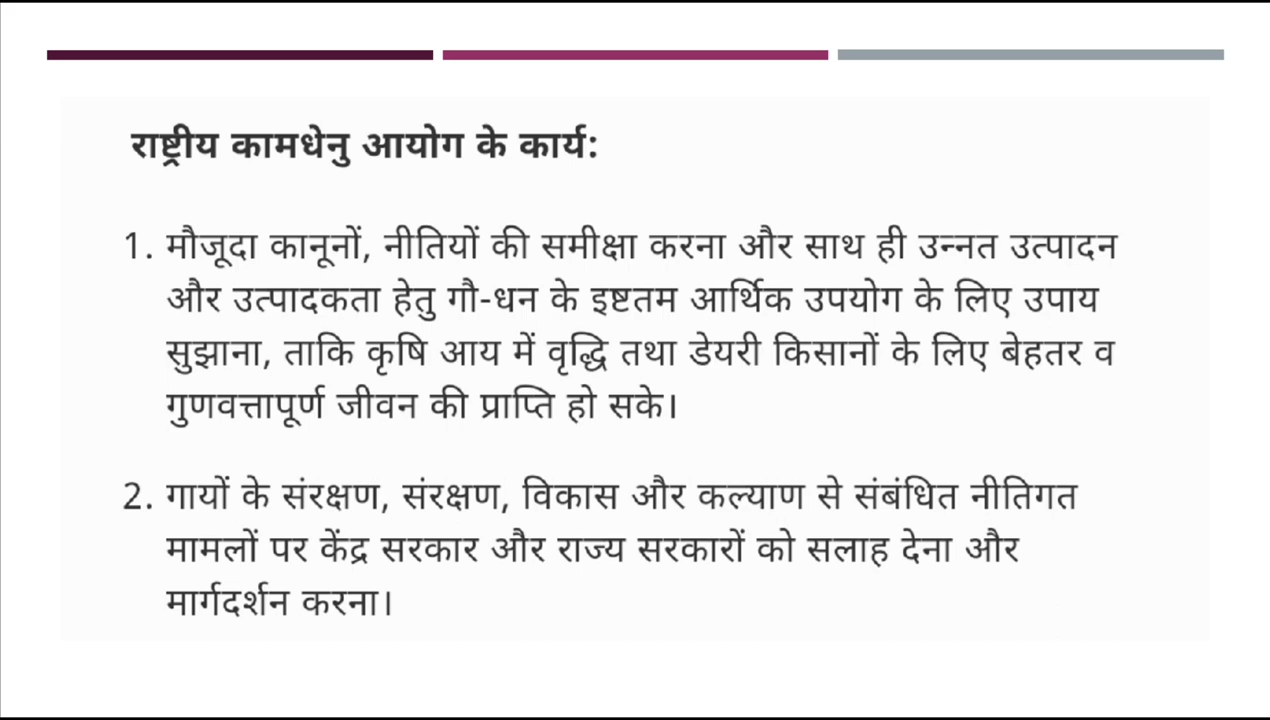 राष्ट्रीय कामधेनु आयोग के कार्य:
1. मौजूदा कानूनों, नीतियों की समीक्षा करना और साथ ही उन्नत उत्पादन
और उत्पादकता हेतु गौ-धन के इष्टतम आर्थिक उपयोग के लिए उपाय
सुझाना, ताकि कृषि आय में वृद्धि तथा डेयरी किसानों के लिए बेहतर व
गुणवत्तापूर्ण जीवन की प्राप्ति हो सके।
2. गायों के संरक्षण, संरक्षण, विकास और कल्याण से संबंधित नीतिगत
मामलों पर केंद्र सरकार और राज्य सरकारों को सलाह देना और
मार्गदर्शन करना।